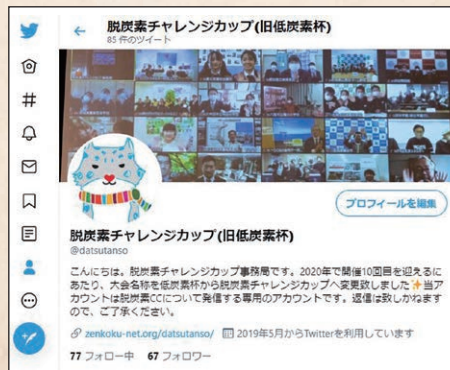 脱炭素チャレンジカップ(旧低炭素杯)
85 件のツイート
プロフィールを編集
脱炭素チャレンジカップ(旧低炭素杯)
@datsutanso
こんにちは。脱炭素チャレンジカップ事務局です。2020年で開催10回目を迎えるに
あたり、大会名称を低炭素杯から脱炭素チャレンジカップへ変更致しました✨当ア
カウントは脱炭素CCについて発信する専用のアカウントです。返信は致しかねます
ので、ご了承ください。
zenkoku-net.org/datsutanso/ 2019年5月からTwitterを利用しています
77 フォロー中 67 フォロワー